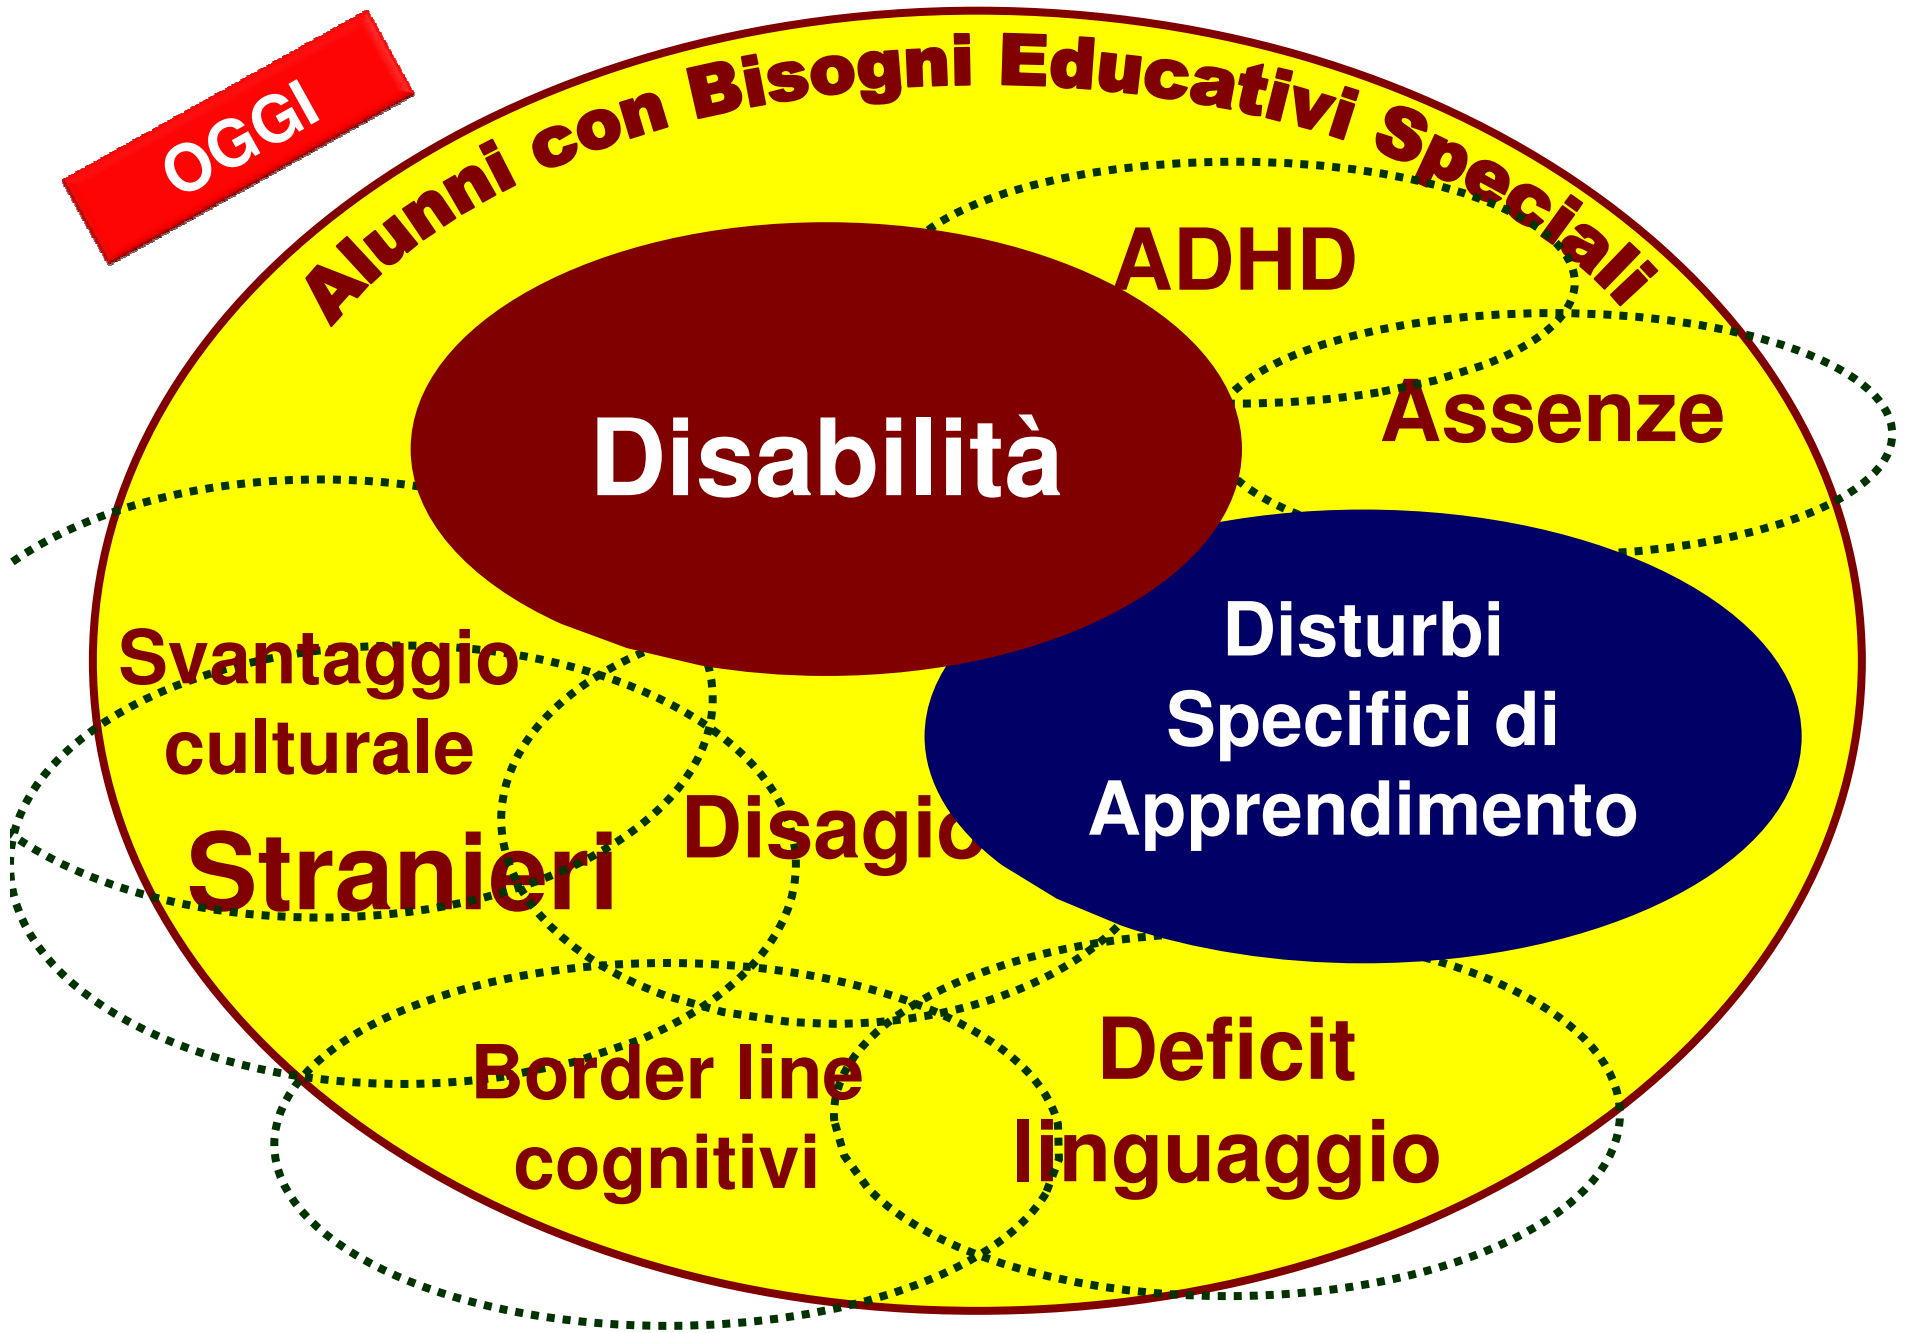 OGGI
Alunni con Bisogni Educativi Speciali
ADHD
Assenze
Disabilità
Disturbi
Specifici di
Apprendimento
Svantaggio
culturale
Stranieri
Disagio
Border line
cognitivi
Deficit
linguaggio